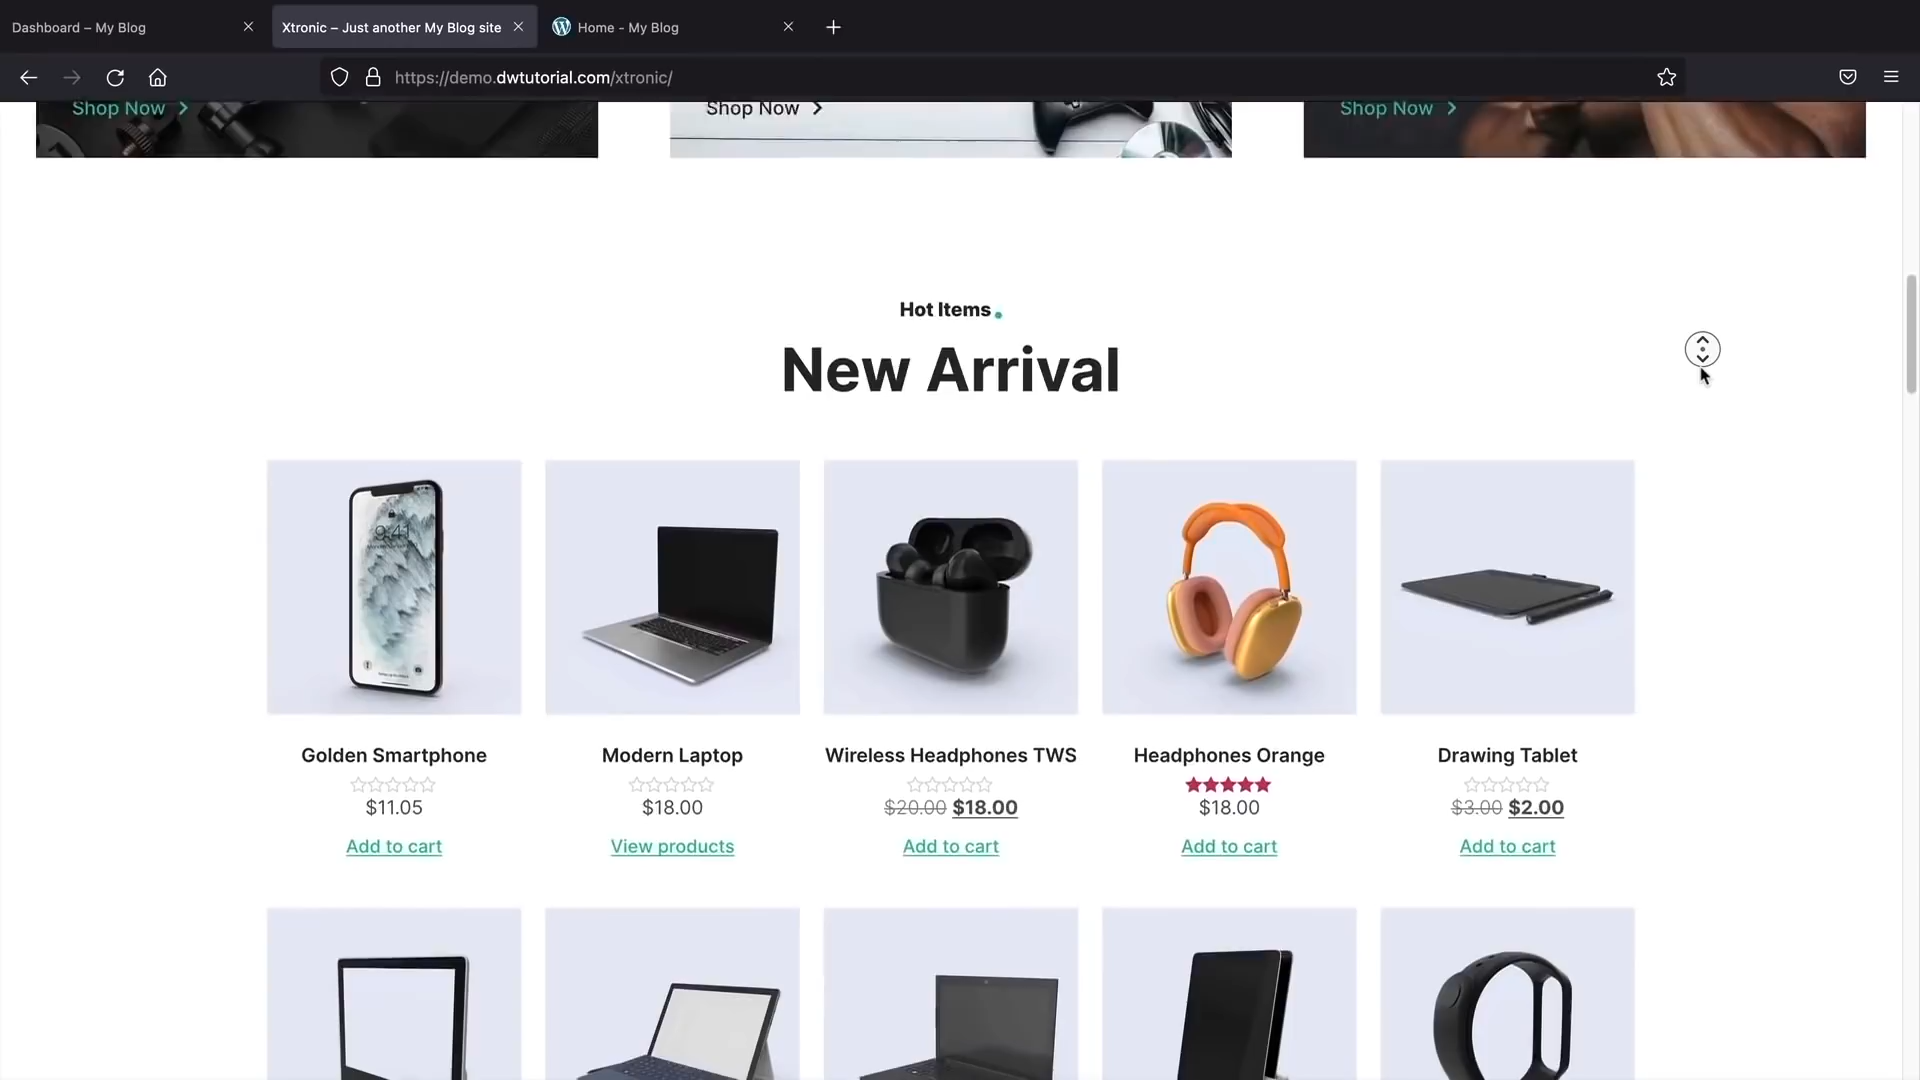 Dashboard – My Blog
Xtronic – Just another My Blog site
Home - My Blog
https://demo.dwtutorial.com/xtronic/
Shop Now
Shop Now
Shop Now
Hot Items.
New Arrival
9:41
Golden Smartphone
Modern Laptop
Wireless Headphones TWS
Headphones Orange
Drawing Tablet
$11.05
$18.00
$20.00 $18.00
$18.00
$3.00 $2.00
Add to cart
View products
Add to cart
Add to cart
Add to cart